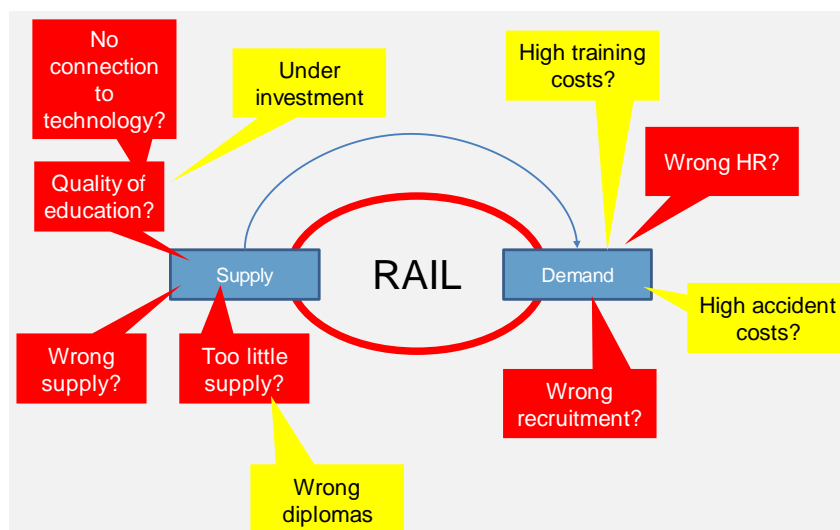 No
connection
to
technology?
Under
investment
High training
costs?
Wrong HR?
Quality of
education?
Supply
RAIL
Demand
High accident
costs?
Wrong
supply?
Too little
supply?
Wrong
recruitment?
Wrong
diplomas